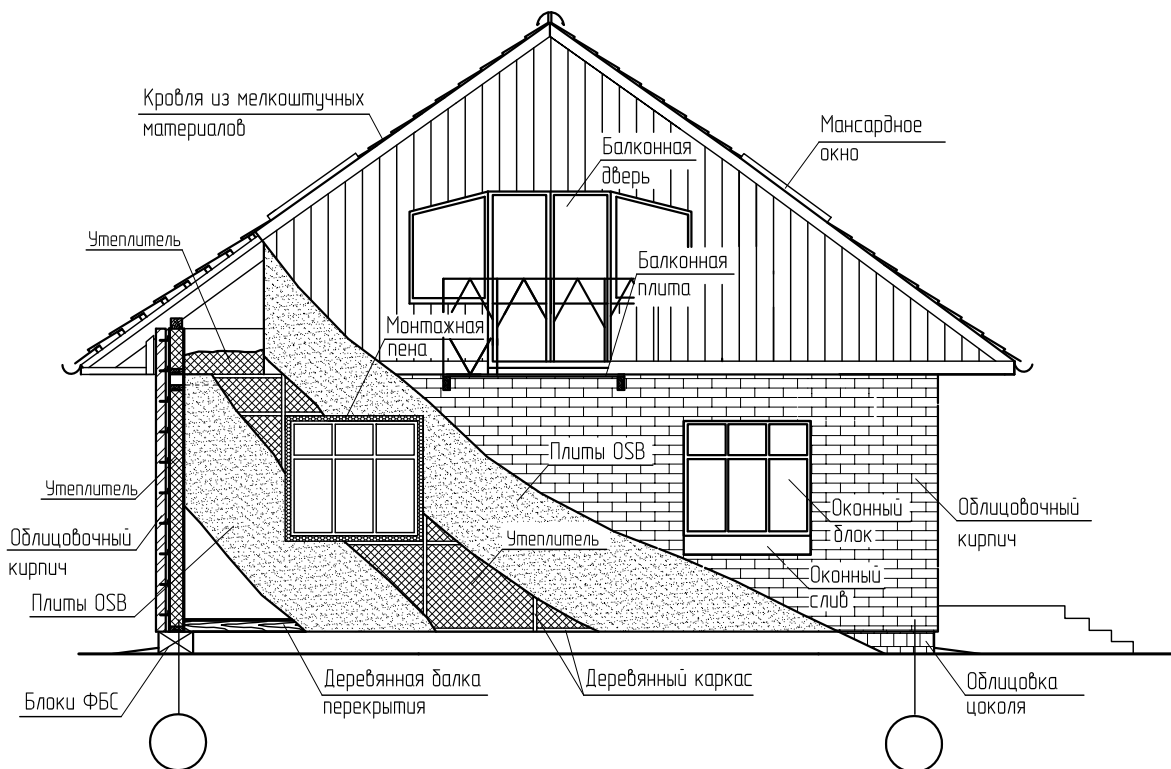 Кровля из мелкоштучных
материалов
Мансардное
окно
Балконная
дверь
Утеплитель
Балконная
плита
Монтажная
пена
Плиты OSB
Утеплитель
Облицовочный
кирпич
Оконный
блок
Облицовочный
кирпич
Утеплитель
Оконный
слив
Плиты OSB
Блоки ФБС
Деревянная балка
перекрытия
Деревянный каркас
Облицовка
цоколя